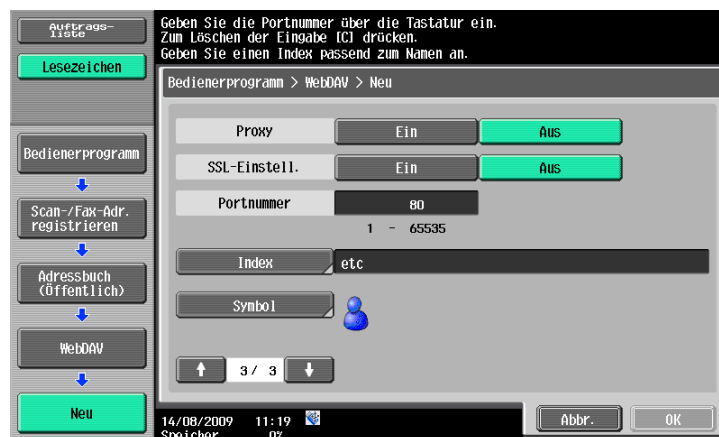 Auftrags-
liste
Lesezeichen
Bedienerprogramm
Scan-/Fax-Adr.
registrieren
Adressbuch
(Öffentlich)
WebDAV
Neu
Geben Sie die Portnummer über die Tastatur ein.
Zum Löschen der Eingabe [C] drücken.
Geben Sie einen Index passend zum Namen an.
Bedienerprogramm > WebDAV > Neu
Proxy Ein Aus
SSL-Einstell. Ein Aus
Portnummer 80
1 - 65535
Index etc
Symbol
3/ 3
14/08/2009 11:19
Speicher 0%
Abbr. OK